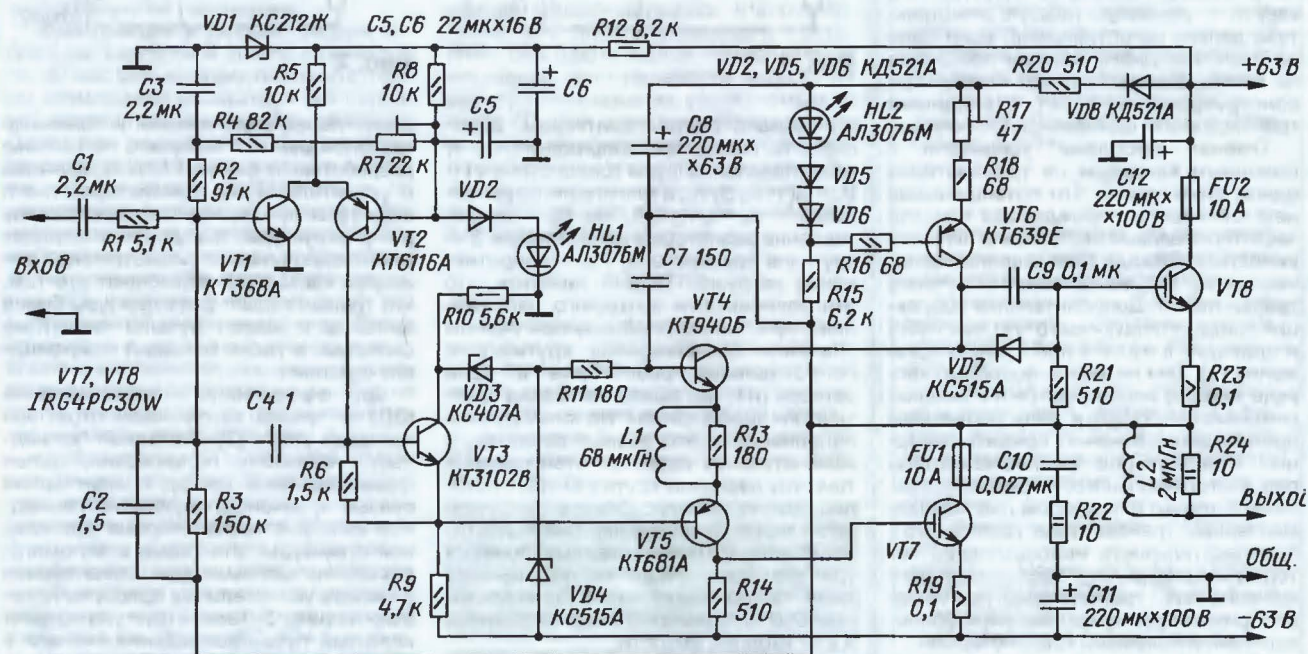 VD1 КС212Ж
С5, С6 22 мк×16 В
R12 8,2 к
VD2, VD5, VD6 КД521А
R20 510
+63 В
C3
2,2 мк
R5
10 к
R8
10 к
C6
R4 82 к
C5
R7 22 к
C8
220 мк×
×63 В
HL2
АЛ307БМ
R17
47
VD8 КД521А
C1
2,2 мк
R2
91 к
VD2
VD5
R18
68
C12
220 мк×
×100 В
FU2
10 А
R1 5,1 к
VT1
КТ368А
VT2
КТ6116А
HL1
АЛ307БМ
C7 150
VD6
R16 68
VT6
КТ639Е
Вход
R10 5,6к
VT4
КТ940Б
R15
6,2 к
C9 0,1 мк
VT8
VT7, VT8
IRG4PC30W
VD3
КС407А
R11 180
VD7
КС515А
R21
510
R23
0,1
C4 1
VT3
КТ3102В
L1
68 мкГн
R13
180
FU1
10 А
C10
0,027мк
L2
2 мкГн
R24
10
C2
1,5
R3
150 к
R6
1,5 к
VT5
КТ681А
VT7
R22
10
Выход
Общ.
R9
4,7 к
VD4
КС515А
R14
510
R19
0,1
C11
220 мк×100 В
−63 В